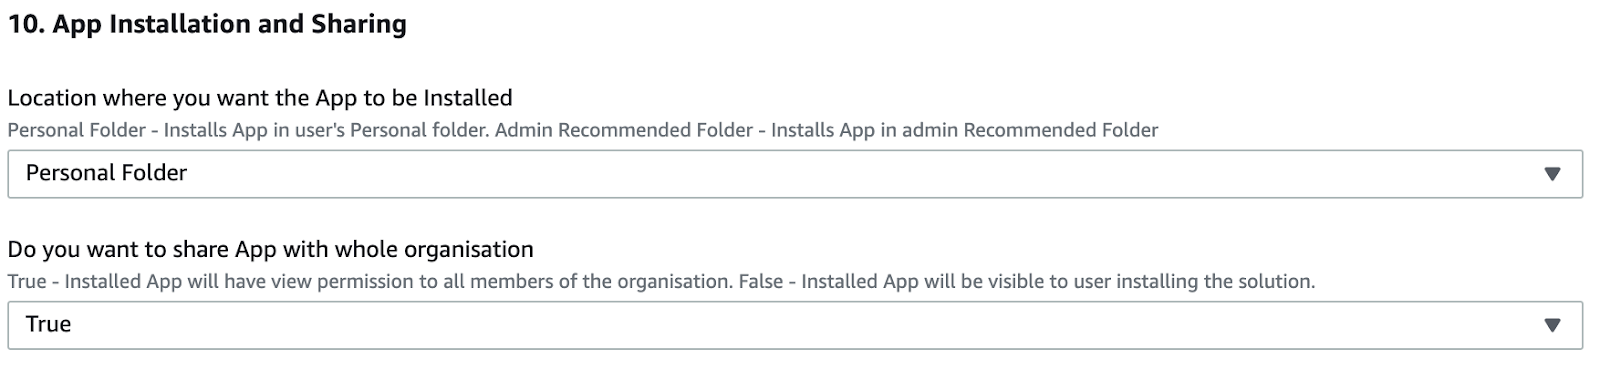 10. App Installation and Sharing
Location where you want the App to be Installed
Personal Folder - Installs App in user's Personal folder. Admin Recommended Folder - Installs App in admin Recommended Folder
Personal Folder
Do you want to share App with whole organisation
True - Installed App will have view permission to all members of the organisation. False - Installed App will be visible to user installing the solution.
True